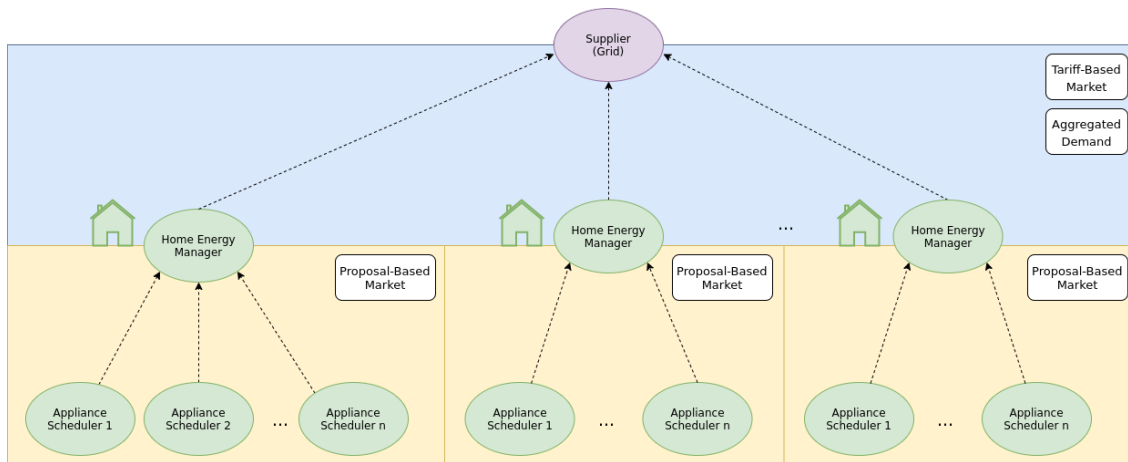 Supplier
(Grid)
Tariff-Based
Market
Aggregated
Demand
...
Home Energy
Manager
Home Energy
Manager
Home Energy
Manager
Proposal-Based
Market
Proposal-Based
Market
Proposal-Based
Market
Appliance
Scheduler 1
Appliance
Scheduler 2
...
Appliance
Scheduler n
Appliance
Scheduler 1
...
Appliance
Scheduler n
Appliance
Scheduler 1
...
Appliance
Scheduler n